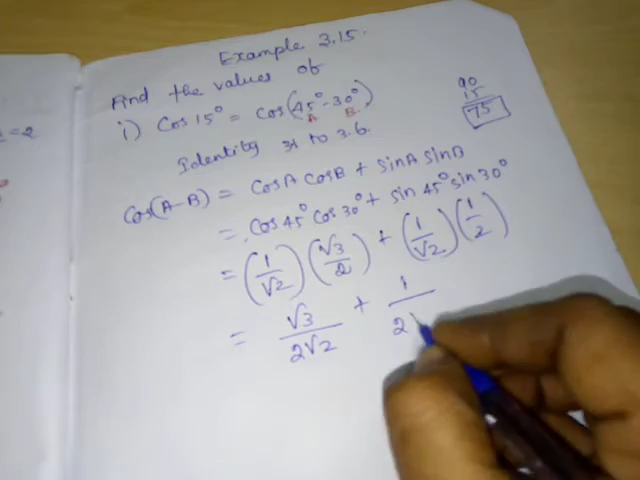 Example 3.15.
Find the values of
i) Cos 15° = Cos(45° - 30°)
A B
90
15
75
Identity 31 to 3.6.
Cos(A-B) = CosA CosB + SinA SinB
= Cos 45° Cos 30° + Sin 45° Sin 30°
= (1/√2) (√3/2) + (1/√2) (1/2)
= √3/2√2 + 1/2
= 2